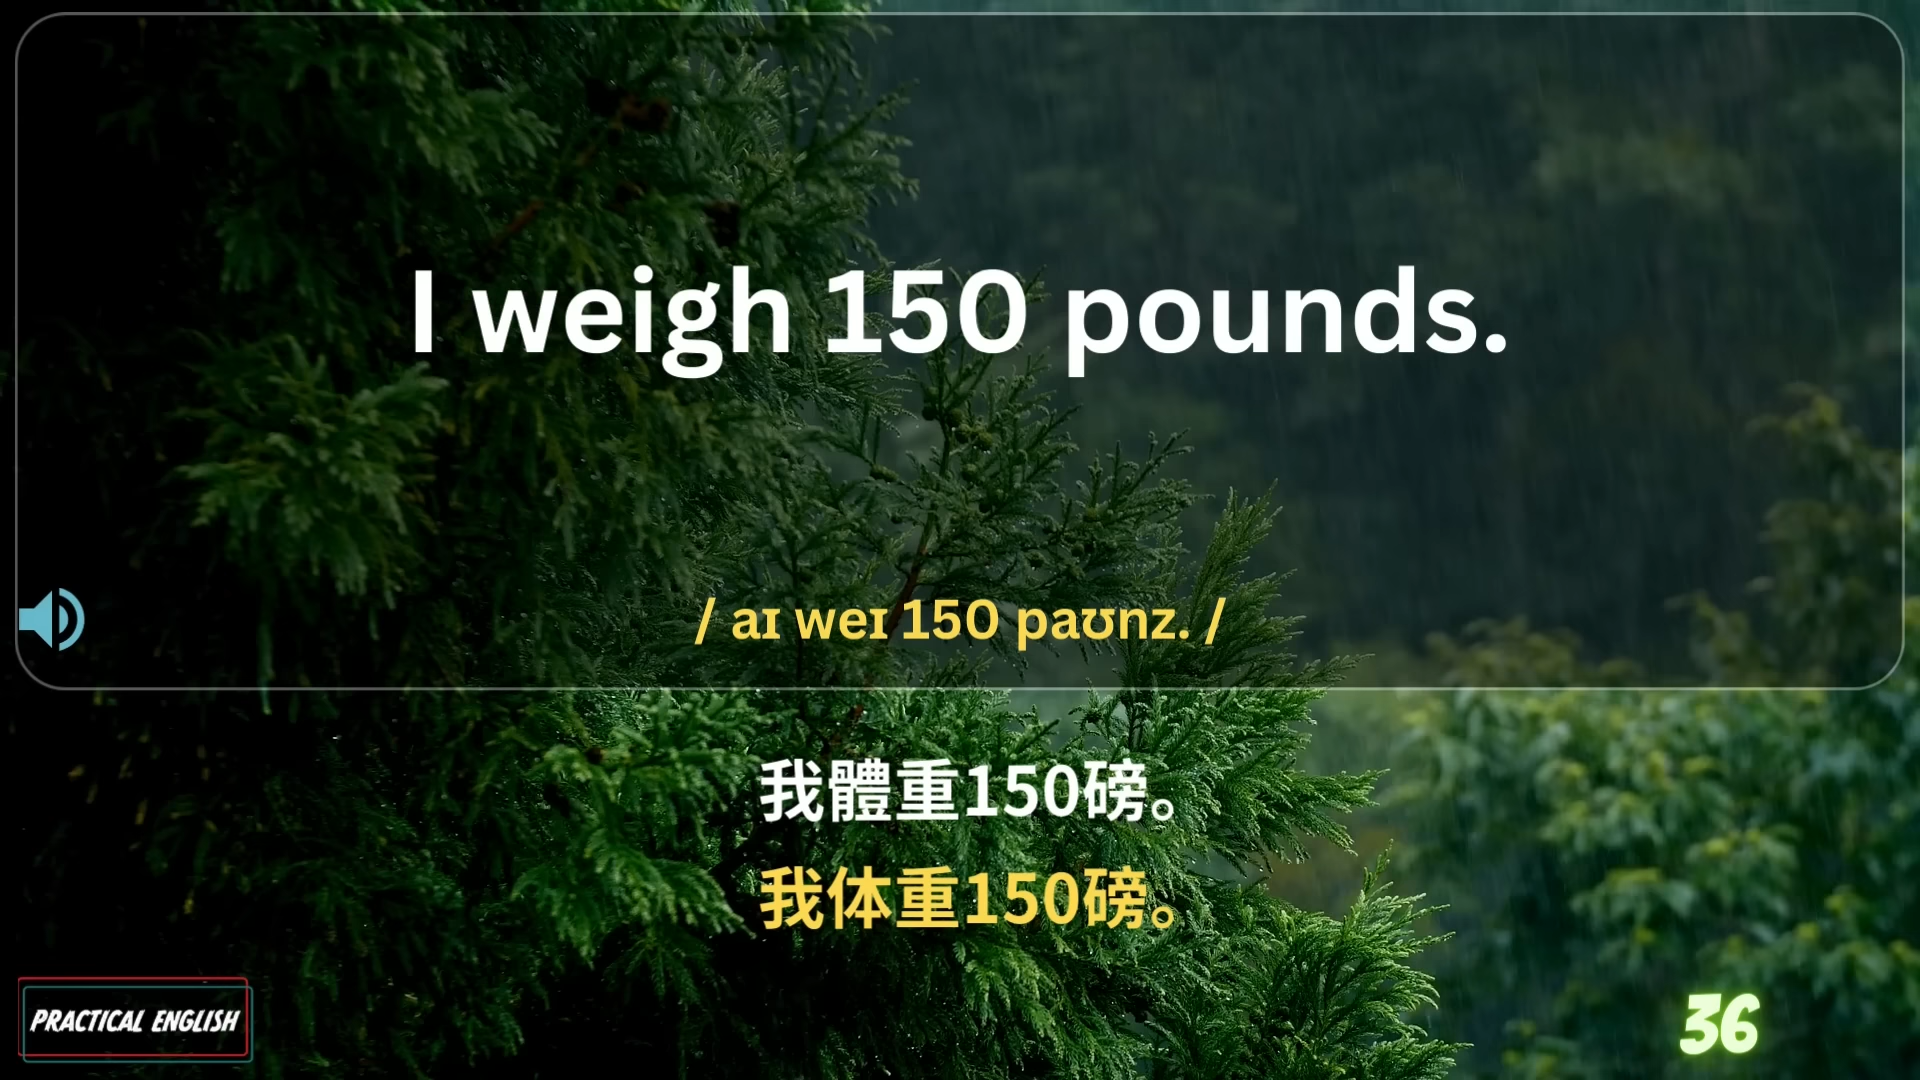 I weigh 150 pounds.
/ aɪ weɪ 150 paʊnz. /
我體重150磅。
我体重150磅。
PRACTICAL ENGLISH
36